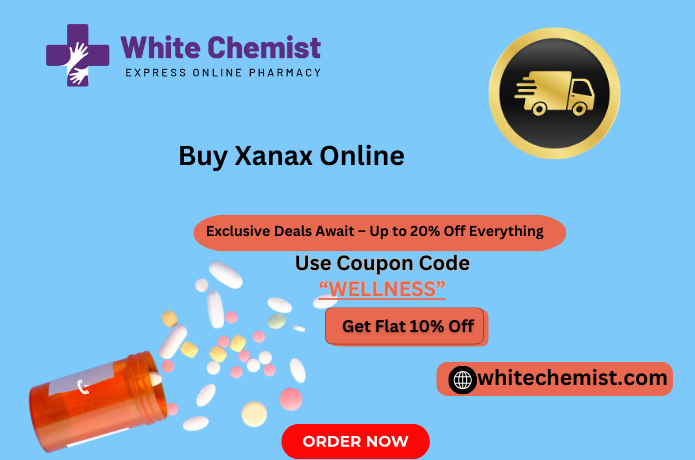 White Chemist
EXPRESS ONLINE PHARMACY
Buy Xanax Online
Exclusive Deals Await – Up to 20% Off Everything
Use Coupon Code
“WELLNESS”
Get Flat 10% Off
whitechemist.com
ORDER NOW